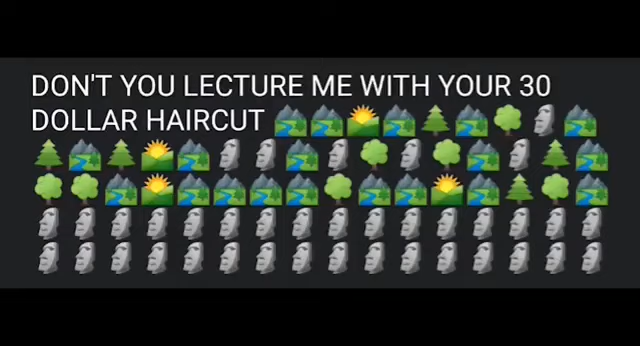 DON'T YOU LECTURE ME WITH YOUR 30
DOLLAR HAIRCUT 🏞️🏞️🌄🏞️🌲🏞️🌳🗿🏞️
🌲🏞️🌲🌄🏞️🗿🗿🏞️🗿🌳🗿🌳🏞️🗿🌲🏞️
🌳🌳🏞️🌄🏞️🏞️🏞️🏞️🌳🏞️🏞️🌄🏞️🌲🌳🏞️
🗿🗿🗿🗿🗿🗿🗿🗿🗿🗿🗿🗿🗿🗿🗿🗿
🗿🗿🗿🗿🗿🗿🗿🗿🗿🗿🗿🗿🗿🗿🗿🗿